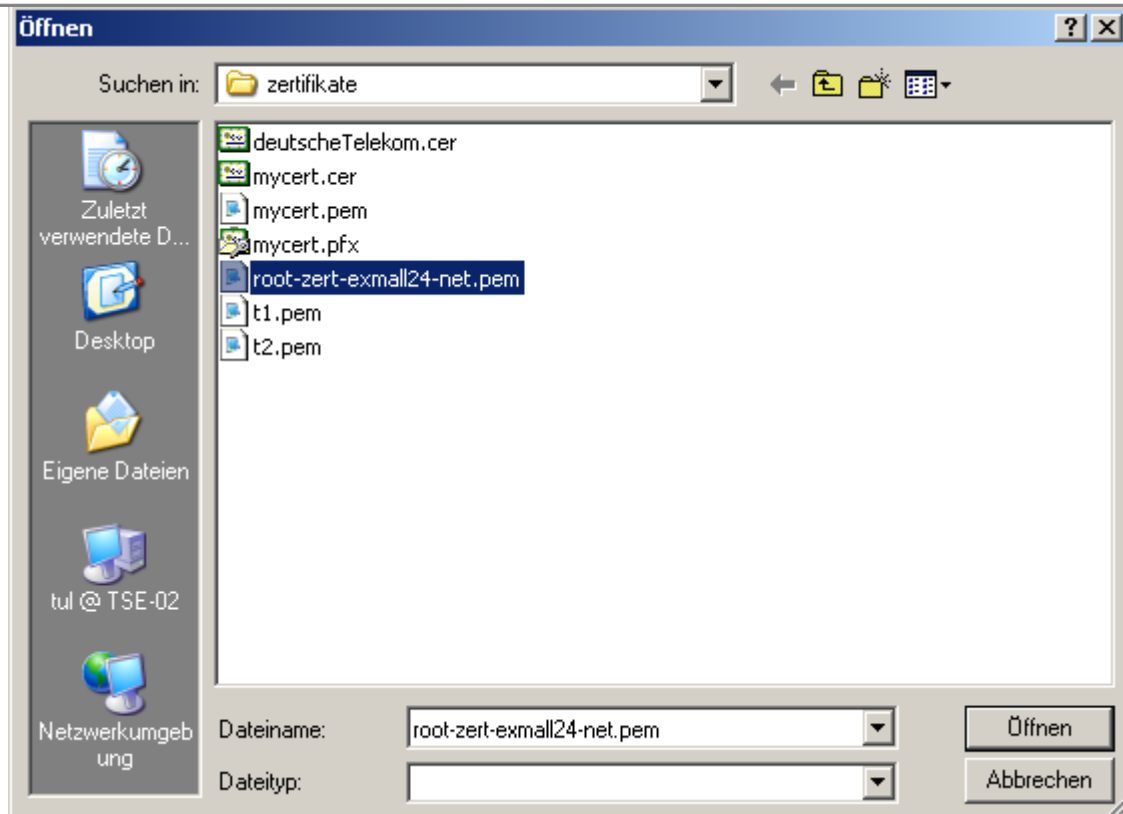 Öffnen
Suchen in: zertifikate
Zuletzt
verwendete D...
Desktop
Eigene Dateien
tul @ TSE-02
Netzwerkumgeb
ung
deutscheTelekom.cer
mycert.cer
mycert.pem
mycert.pfx
root-zert-exmall24-net.pem
t1.pem
t2.pem
Dateiname: root-zert-exmall24-net.pem Öffnen
Dateityp: Abbrechen